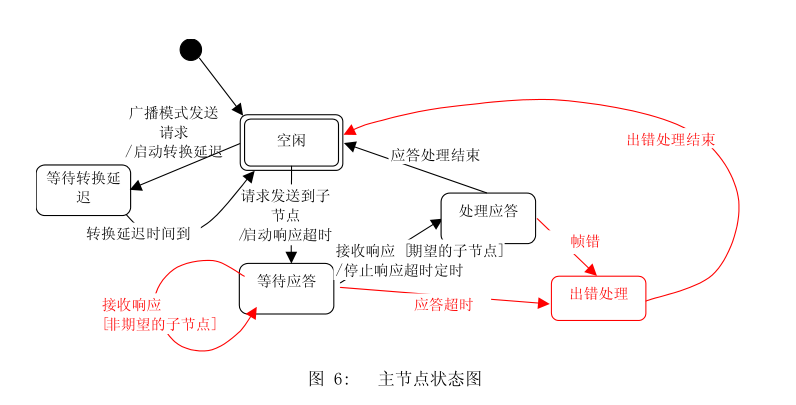 广播模式发送
请求
/启动转换延迟
空闲
出错处理结束
应答处理结束
等待转换延
迟
请求发送到子
节点
/启动响应超时
处理应答
转换延迟时间到
接收响应 [期望的子节点]
/停止响应超时定时
帧错
等待应答
出错处理
接收响应
[非期望的子节点]
应答超时
图 6: 主节点状态图